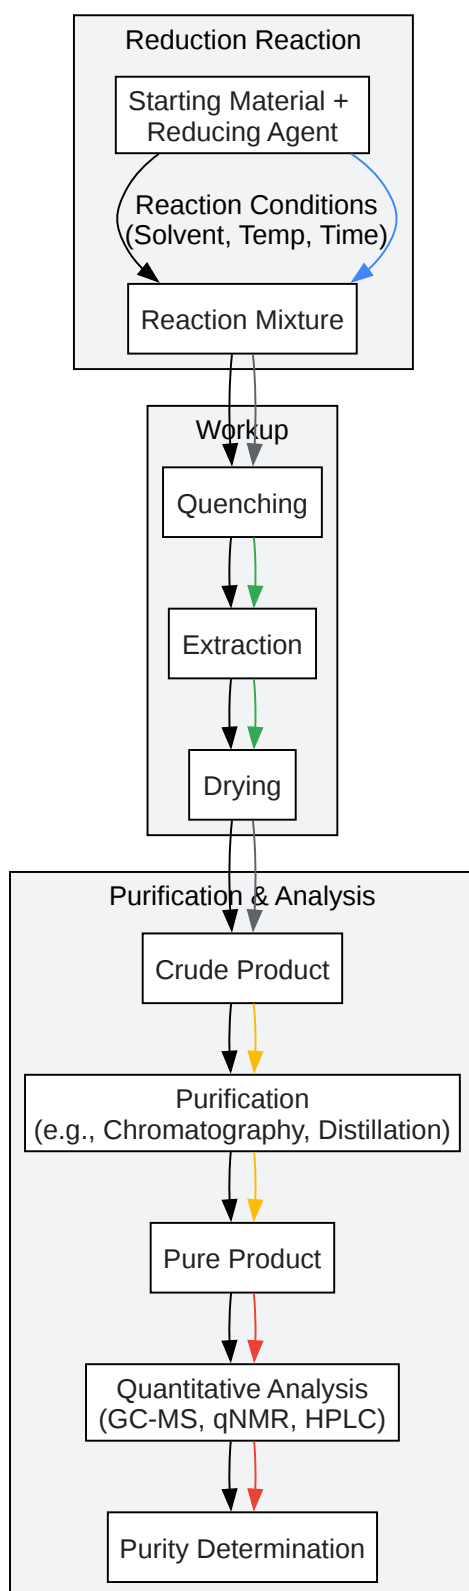 Reduction Reaction
Starting Material +
Reducing Agent
Reaction Conditions
(Solvent, Temp, Time)
Reaction Mixture
Workup
Quenching
Extraction
Drying
Purification & Analysis
Crude Product
Purification
(e.g., Chromatography, Distillation)
Pure Product
Quantitative Analysis
(GC-MS, qNMR, HPLC)
Purity Determination